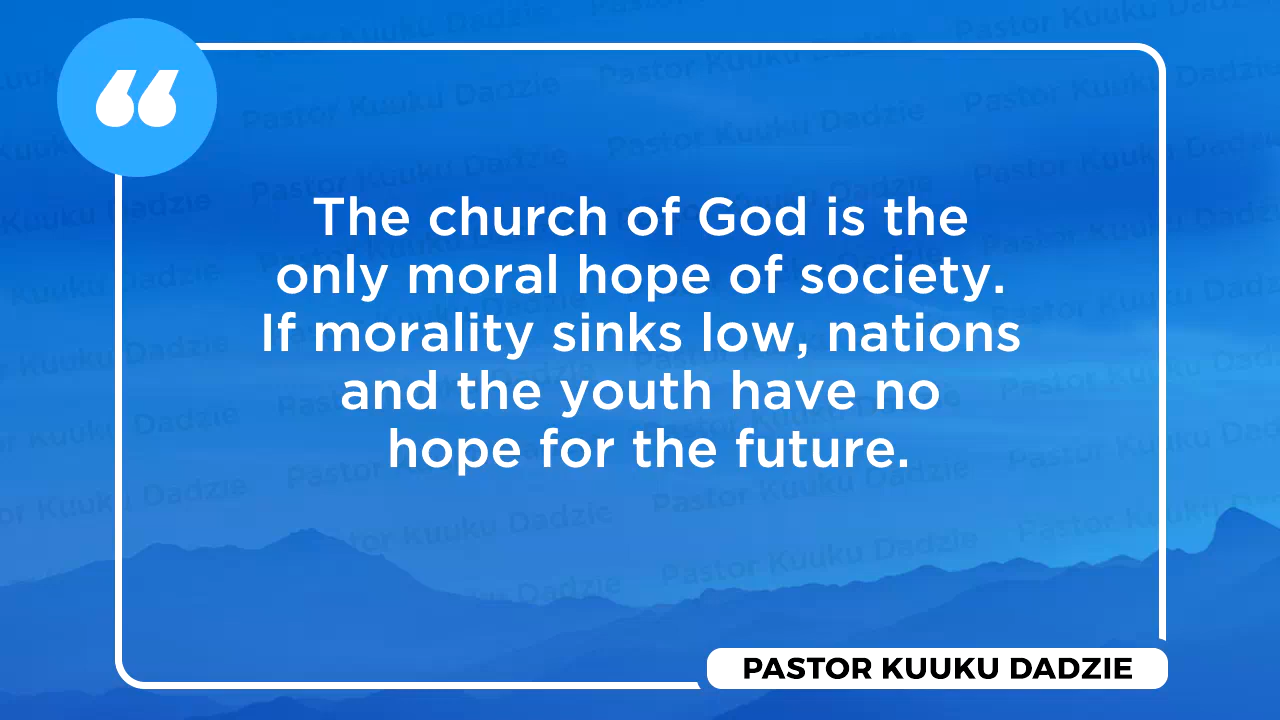 The church of God is the
only moral hope of society.
If morality sinks low, nations
and the youth have no
hope for the future.
PASTOR KUUKU DADZIE